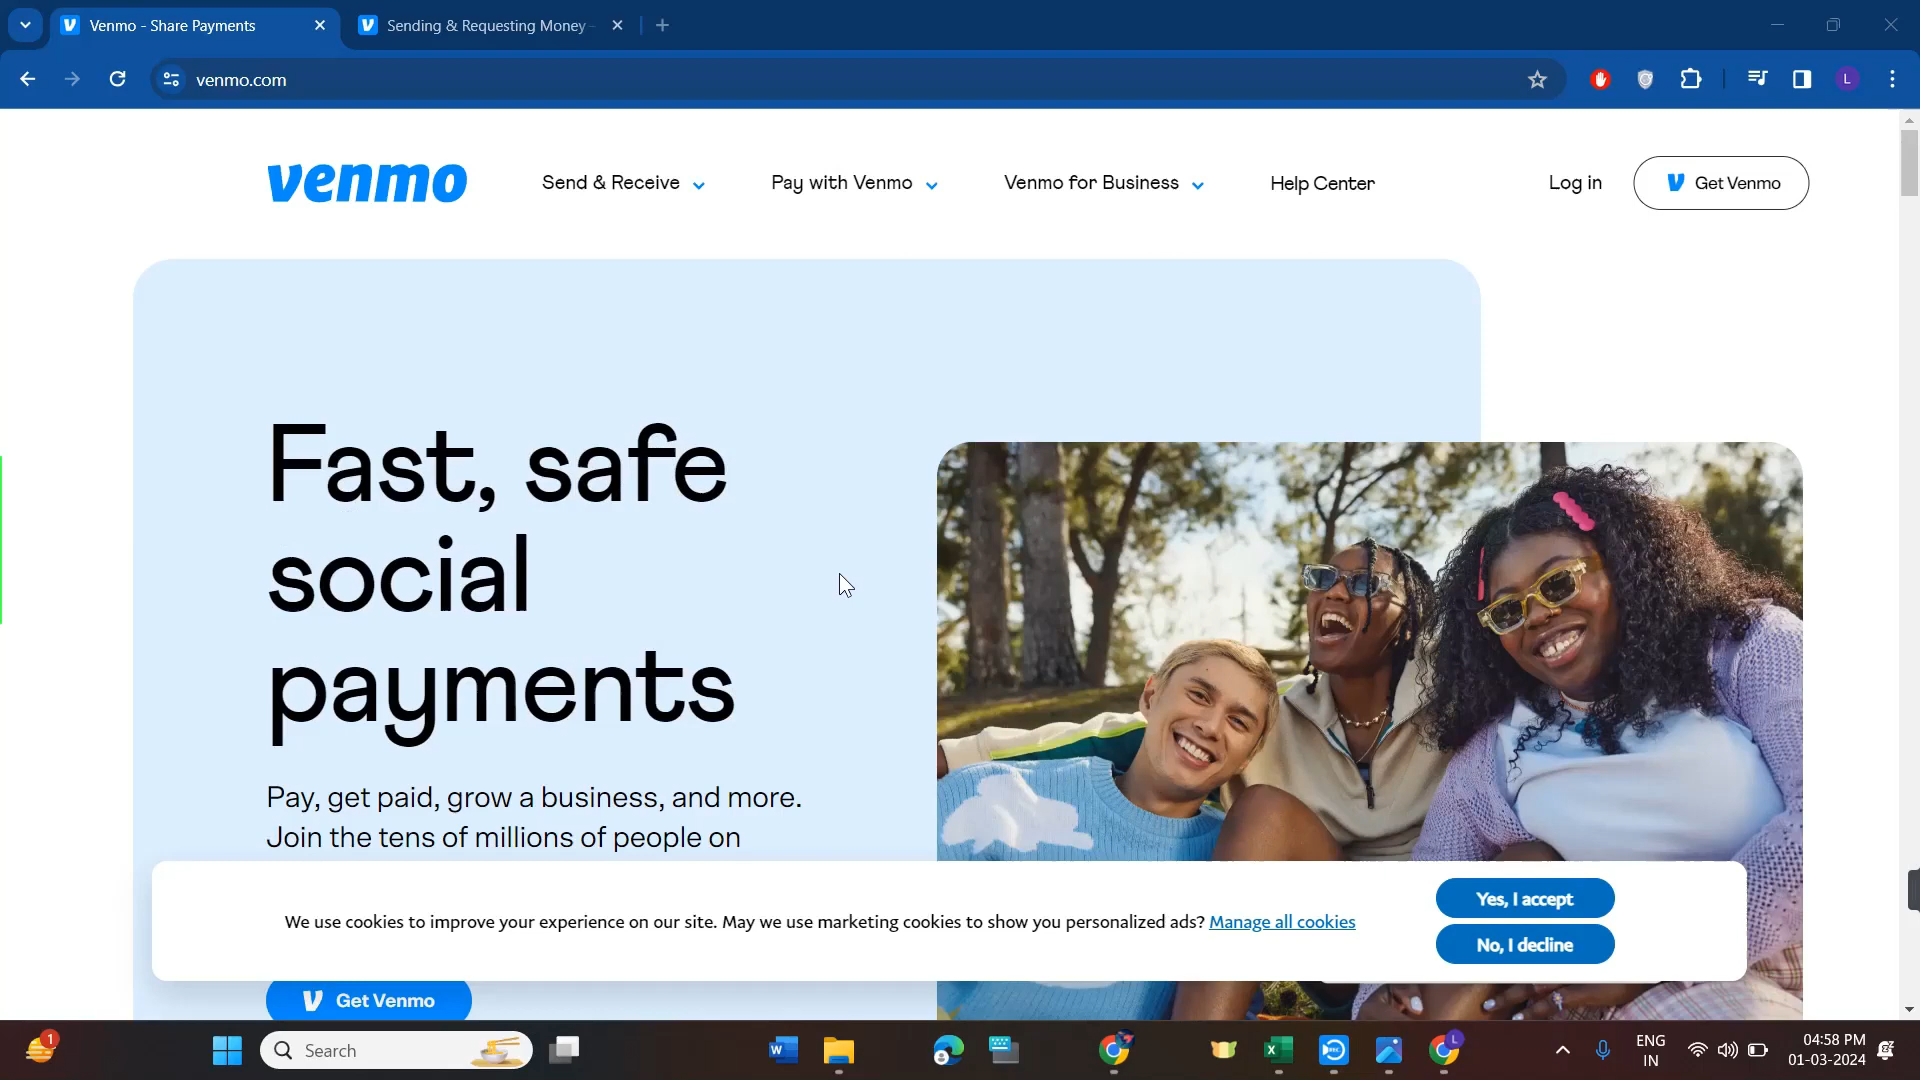 Venmo - Share Payments
Sending & Requesting Money -
venmo.com
L
venmo
Send & Receive
Pay with Venmo
Venmo for Business
Help Center
Log in
Get Venmo
Fast, safe
social
payments
Pay, get paid, grow a business, and more.
Join the tens of millions of people on
We use cookies to improve your experience on our site. May we use marketing cookies to show you personalized ads? Manage all cookies
Yes, I accept
No, I decline
Get Venmo
1
Search
L
ENG
IN
04:58 PM
01-03-2024